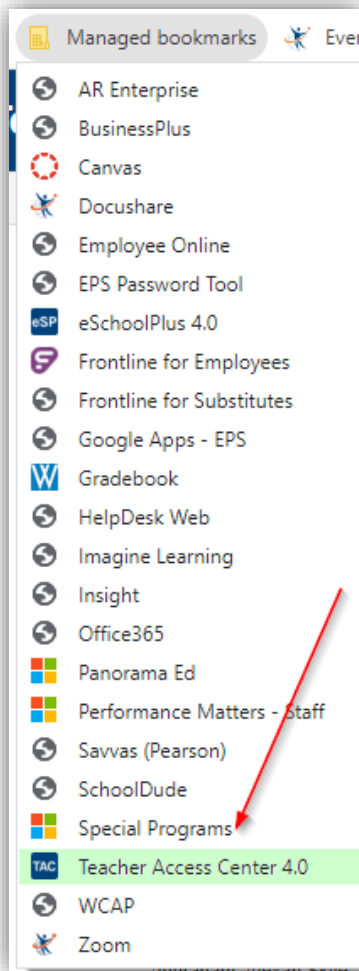 Managed bookmarks
AR Enterprise
BusinessPlus
Canvas
Docushare
Employee Online
EPS Password Tool
eSP eSchoolPlus 4.0
Frontline for Employees
Frontline for Substitutes
Google Apps - EPS
W Gradebook
HelpDesk Web
Imagine Learning
Insight
Office365
Panorama Ed
Performance Matters - Staff
Savvas (Pearson)
SchoolDude
Special Programs
TAC Teacher Access Center 4.0
WCAP
Zoom